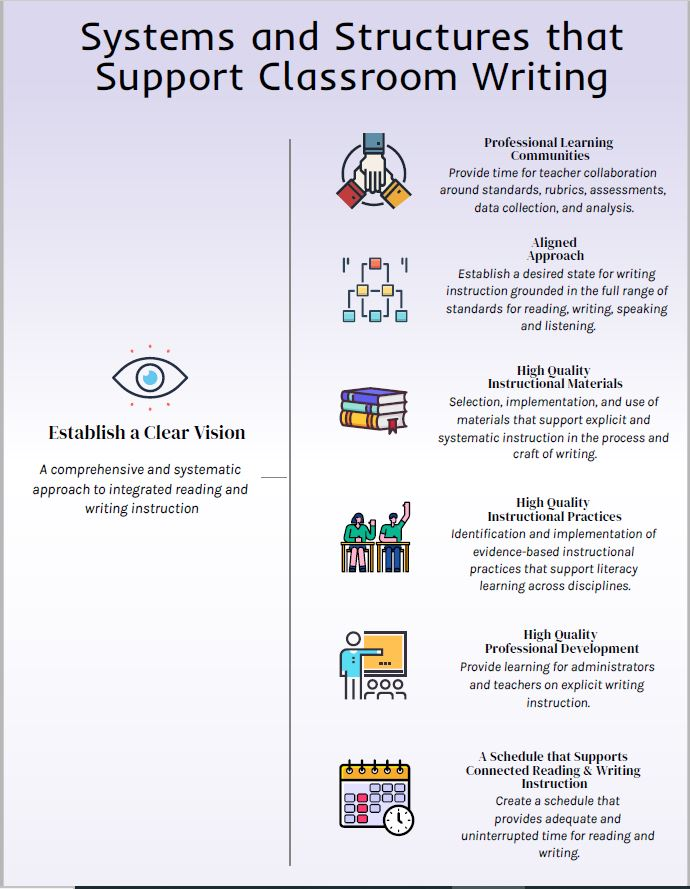 Systems and Structures that
Support Classroom Writing
Establish a Clear Vision
A comprehensive and systematic
approach to integrated reading and
writing instruction
Professional Learning
Communities
Provide time for teacher collaboration
around standards, rubrics, assessments,
data collection, and analysis.
Aligned
Approach
Establish a desired state for writing
instruction grounded in the full range of
standards for reading, writing, speaking
and listening.
High Quality
Instructional Materials
Selection, implementation, and use of
materials that support explicit and
systematic instruction in the process and
craft of writing.
High Quality
Instructional Practices
Identification and implementation of
evidence-based instructional
practices that support literacy
learning across disciplines.
High Quality
Professional Development
Provide learning for administrators
and teachers on explicit writing
instruction.
A Schedule that Supports
Connected Reading & Writing
Instruction
Create a schedule that
provides adequate and
uninterrupted time for reading and
writing.